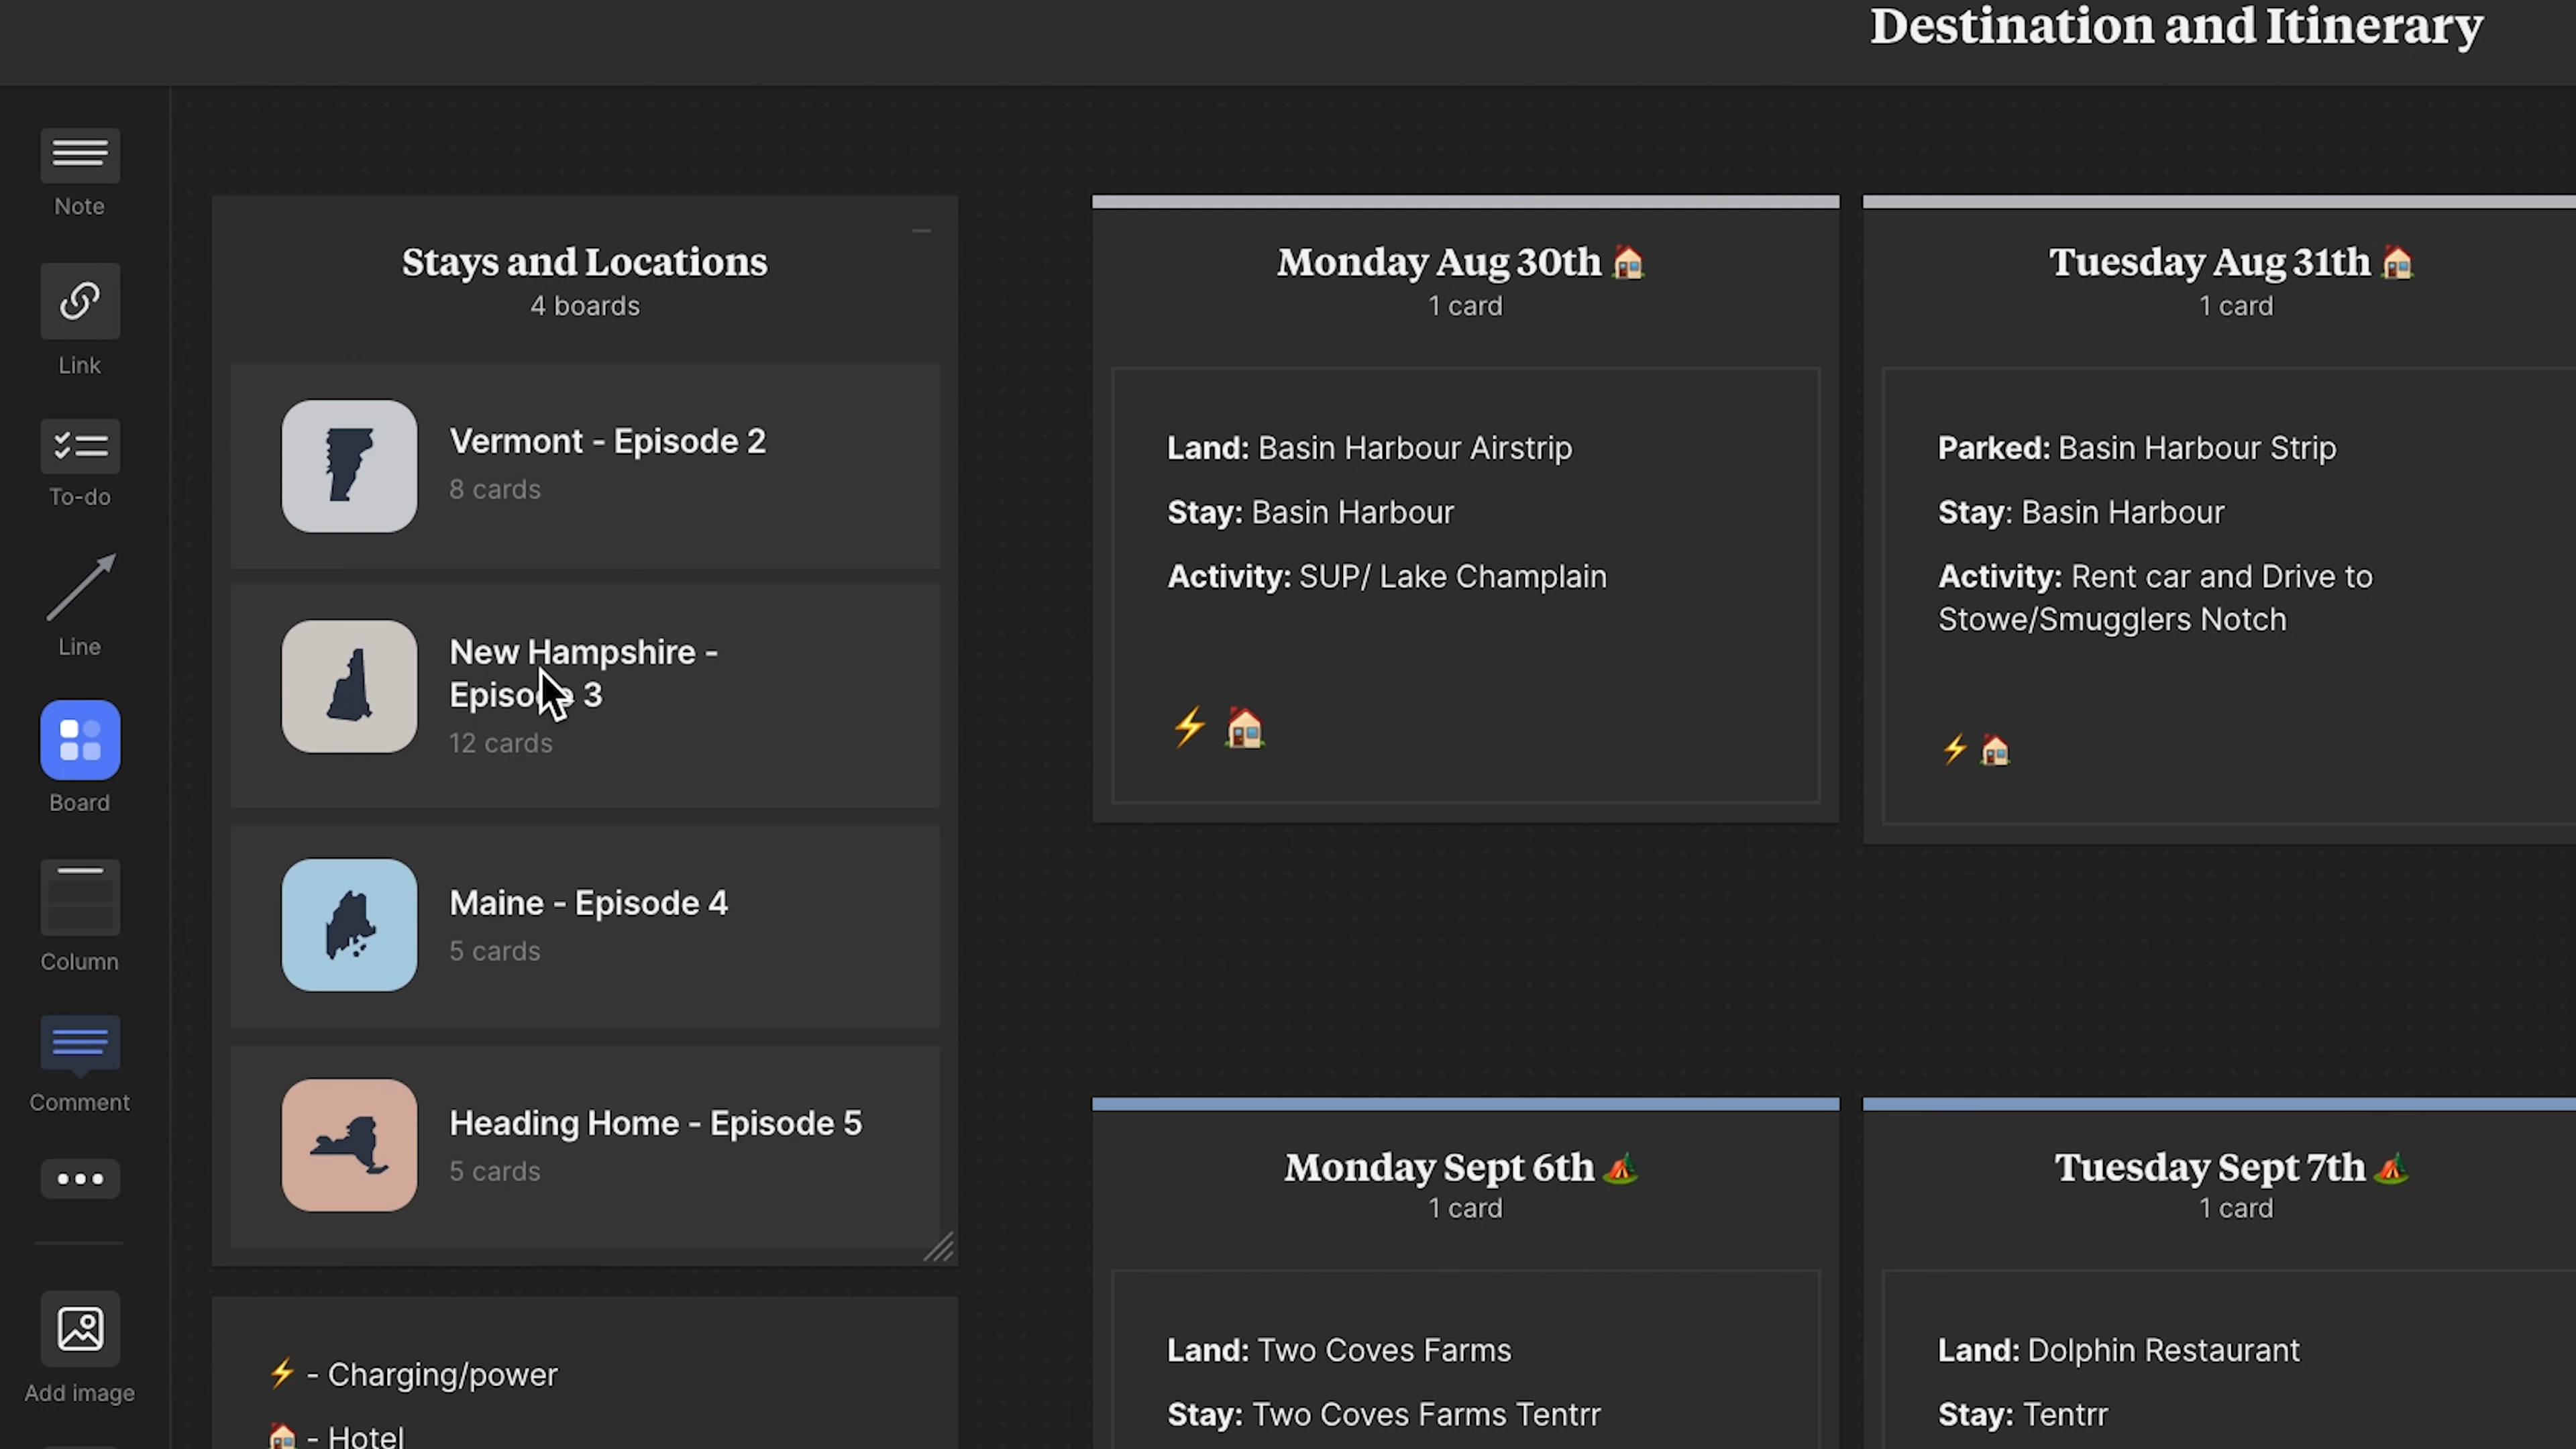 Destination and Itinerary
Note
Link
To-do
Line
Board
Column
Comment
Add image
Stays and Locations
4 boards
Vermont - Episode 2
8 cards
New Hampshire -
Episode 3
12 cards
Maine - Episode 4
5 cards
Heading Home - Episode 5
5 cards
⚡ - Charging/power
🏠 - Hotel
Monday Aug 30th 🏠
1 card
Land: Basin Harbour Airstrip
Stay: Basin Harbour
Activity: SUP/ Lake Champlain
⚡ 🏠
Tuesday Aug 31th 🏠
1 card
Parked: Basin Harbour Strip
Stay: Basin Harbour
Activity: Rent car and Drive to
Stowe/Smugglers Notch
⚡ 🏠
Monday Sept 6th 🏕️
1 card
Land: Two Coves Farms
Stay: Two Coves Farms Tentrr
Tuesday Sept 7th 🏕️
1 card
Land: Dolphin Restaurant
Stay: Tentrr